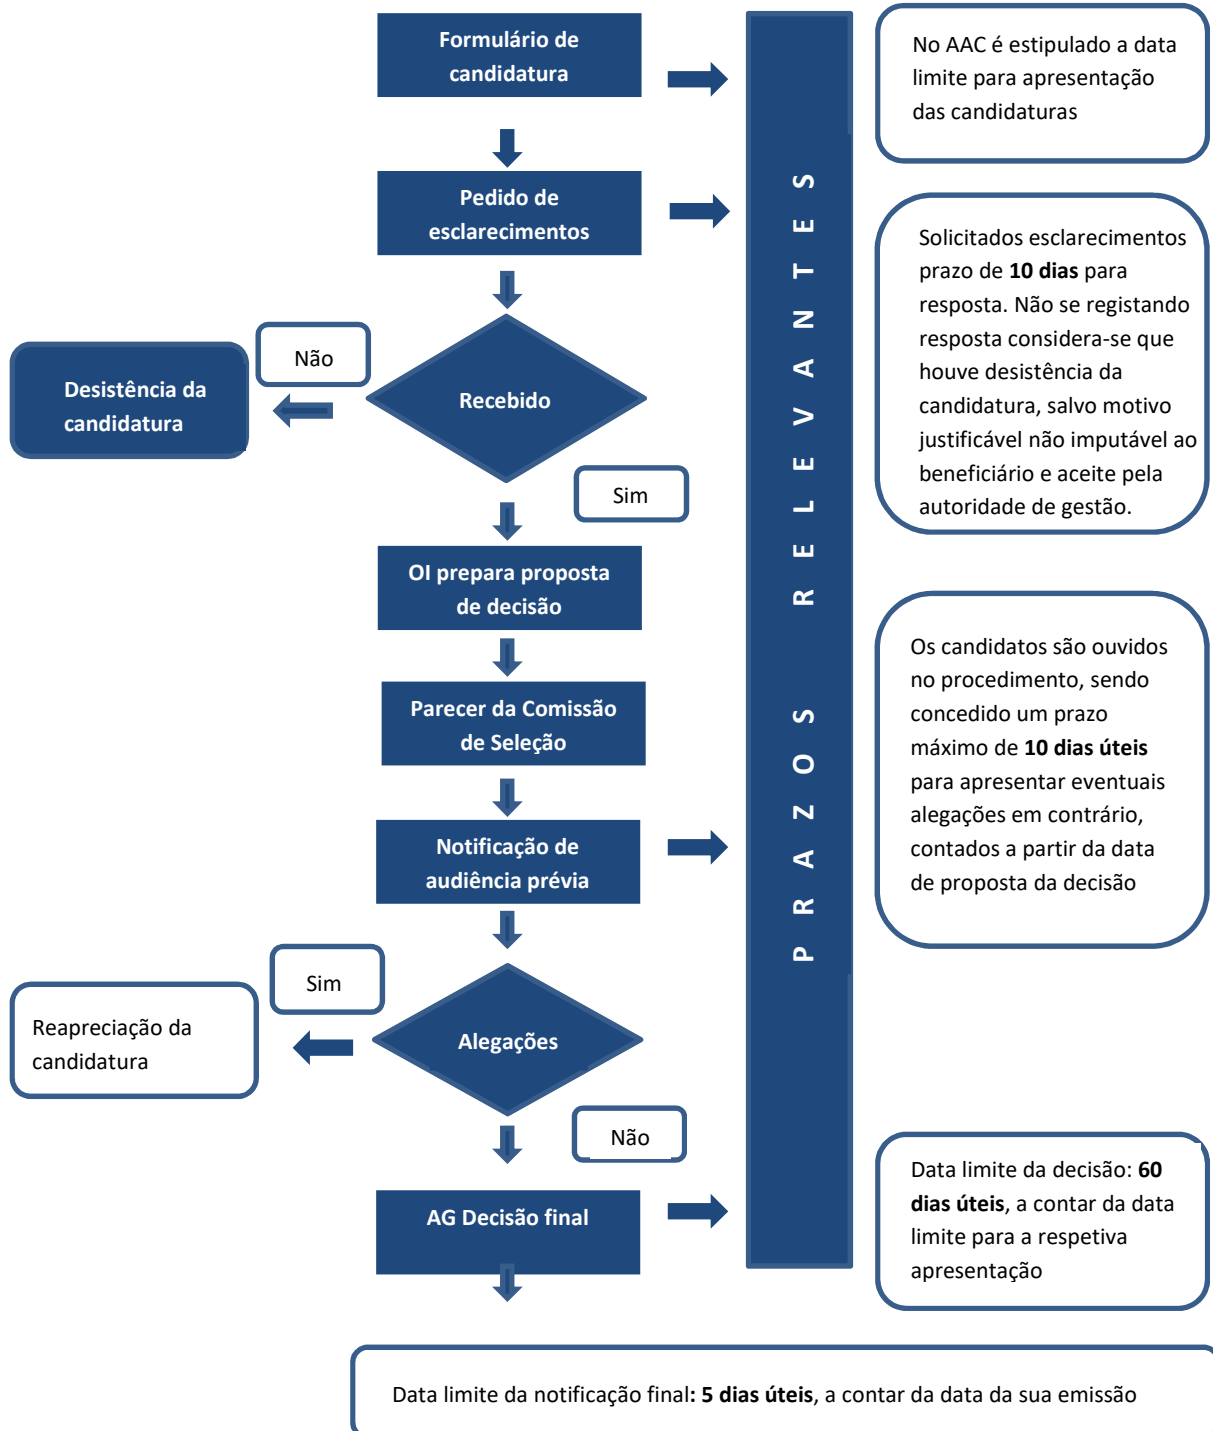 Formulário de
candidatura
No AAC é estipulado a data
limite para apresentação
das candidaturas
Pedido de
esclarecimentos
Solicitados esclarecimentos
prazo de 10 dias para
resposta. Não se registando
resposta considera-se que
houve desistência da
candidatura, salvo motivo
justificável não imputável ao
beneficiário e aceite pela
autoridade de gestão.
Recebido
Não
Desistência da
candidatura
Sim
OI prepara proposta
de decisão
Parecer da Comissão
de Seleção
Notificação de
audiência prévia
Os candidatos são ouvidos
no procedimento, sendo
concedido um prazo
máximo de 10 dias úteis
para apresentar eventuais
alegações em contrário,
contados a partir da data
de proposta da decisão
PRAZOS RELEVANTES
Alegações
Sim
Reapreciação da
candidatura
Não
AG Decisão final
Data limite da decisão: 60
dias úteis, a contar da data
limite para a respetiva
apresentação
Data limite da notificação final: 5 dias úteis, a contar da data da sua emissão